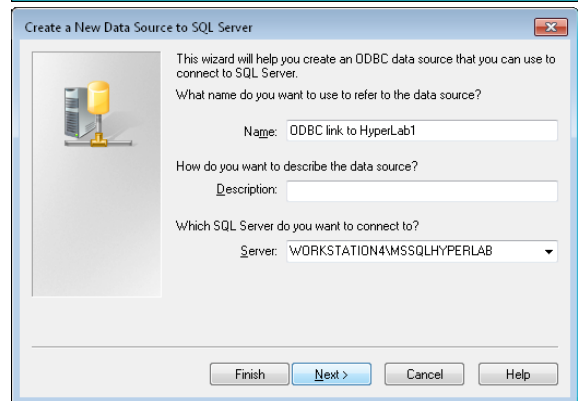 Create a New Data Source to SQL Server
This wizard will help you create an ODBC data source that you can use to
connect to SQL Server.
What name do you want to use to refer to the data source?
Name: ODBC link to HyperLab1
How do you want to describe the data source?
Description:
Which SQL Server do you want to connect to?
Server: WORKSTATION4\MSSQLHYPERLAB
Finish Next > Cancel Help